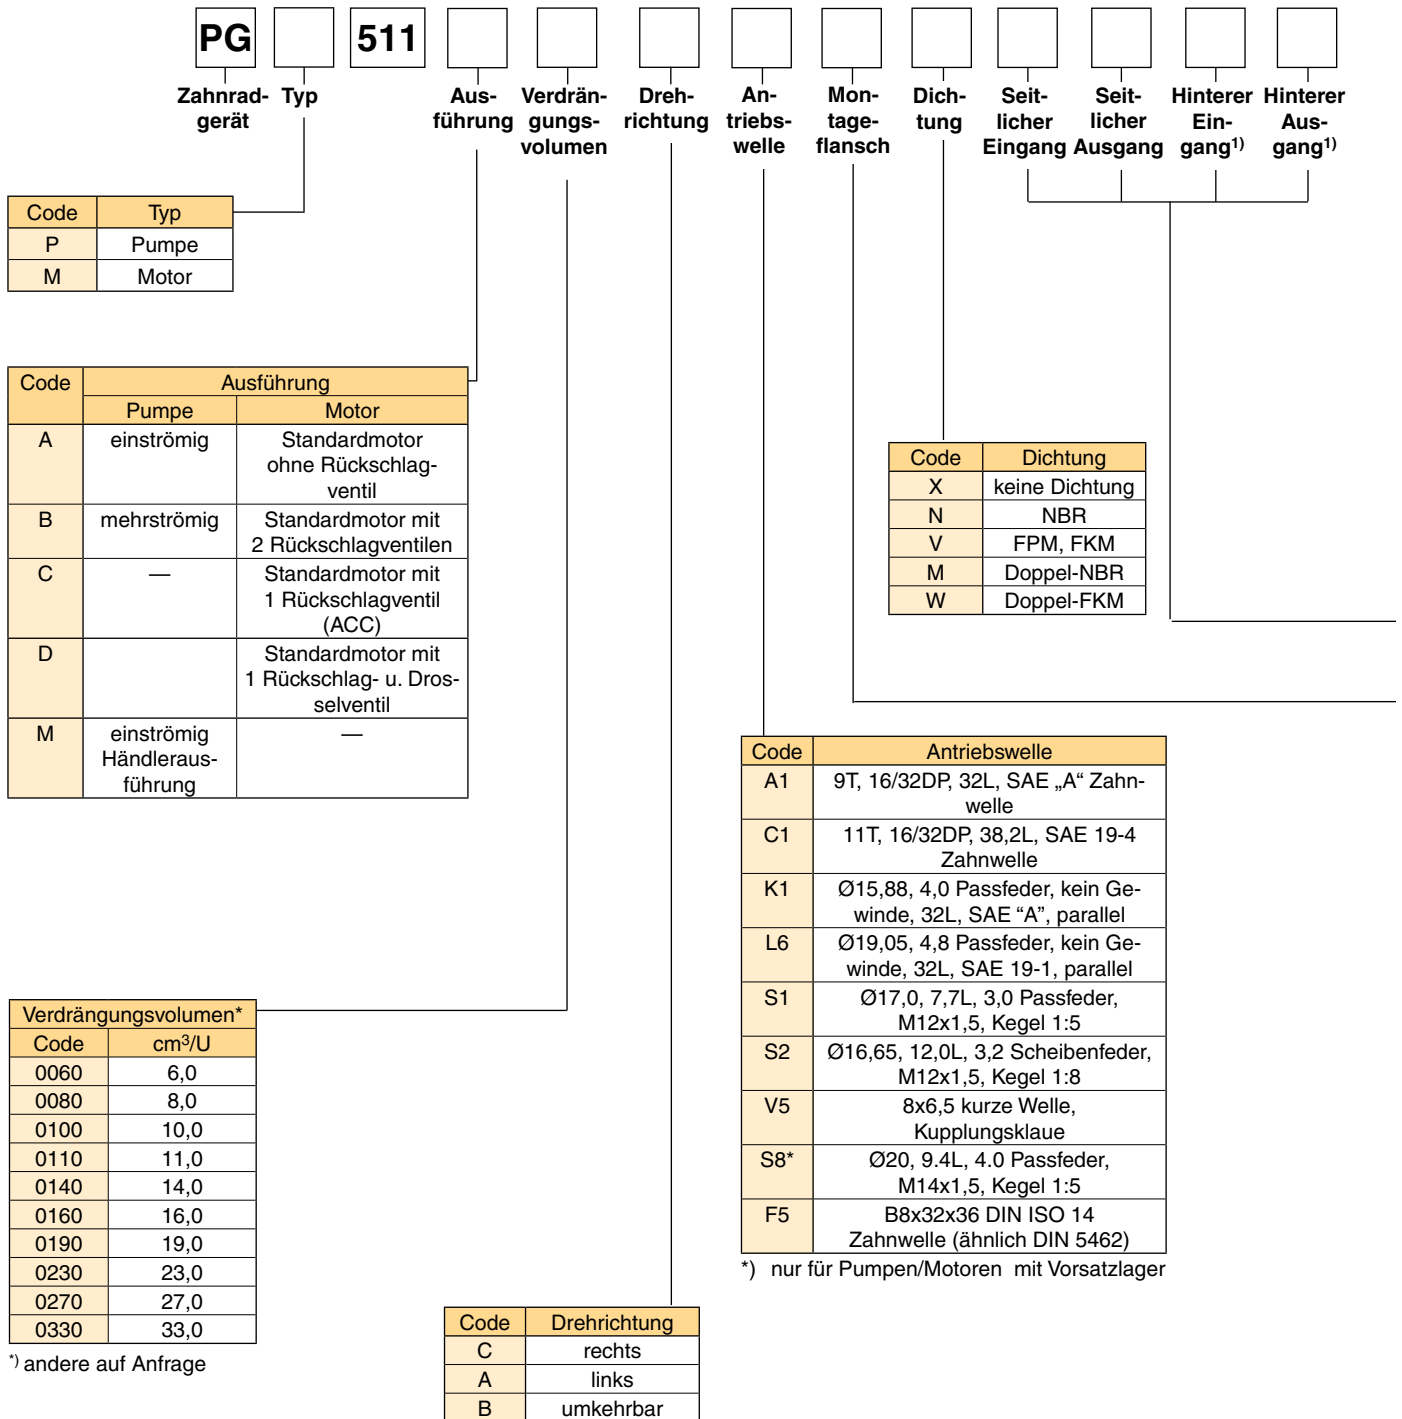 PG 511
Zahnrad-
gerät
Typ
Aus-
führung
Verdrän-
gungs-
volumen
Dreh-
richtung
An-
triebs-
welle
Mon-
tage-
flansch
Dich-
tung
Seit-
licher
Eingang
Seit-
licher
Ausgang
Hinterer
Ein-
gang1)
Hinterer
Aus-
gang1)
Code Typ
P Pumpe
M Motor
Code Ausführung
Pumpe Motor
A einströmig Standardmotor
ohne Rückschlag-
ventil
B mehrströmig Standardmotor mit
2 Rückschlagventilen
C — Standardmotor mit
1 Rückschlagventil
(ACC)
D Standardmotor mit
1 Rückschlag- u. Dros-
selventil
M einströmig —
Händleraus-
führung
Code Dichtung
X keine Dichtung
N NBR
V FPM, FKM
M Doppel-NBR
W Doppel-FKM
Code Antriebswelle
A1 9T, 16/32DP, 32L, SAE „A“ Zahn-
welle
C1 11T, 16/32DP, 38,2L, SAE 19-4
Zahnwelle
K1 Ø15,88, 4,0 Passfeder, kein Ge-
winde, 32L, SAE “A”, parallel
L6 Ø19,05, 4,8 Passfeder, kein Ge-
winde, 32L, SAE 19-1, parallel
S1 Ø17,0, 7,7L, 3,0 Passfeder,
M12x1,5, Kegel 1:5
S2 Ø16,65, 12,0L, 3,2 Scheibenfeder,
M12x1,5, Kegel 1:8
V5 8x6,5 kurze Welle,
Kupplungsklaue
S8* Ø20, 9.4L, 4.0 Passfeder,
M14x1,5, Kegel 1:5
F5 B8x32x36 DIN ISO 14
Zahnwelle (ähnlich DIN 5462)
*) nur für Pumpen/Motoren mit Vorsatzlager
Verdrängungsvolumen*
Code cm³/U
0060 6,0
0080 8,0
0100 10,0
0110 11,0
0140 14,0
0160 16,0
0190 19,0
0230 23,0
0270 27,0
0330 33,0
*) andere auf Anfrage
Code Drehrichtung
C rechts
A links
B umkehrbar